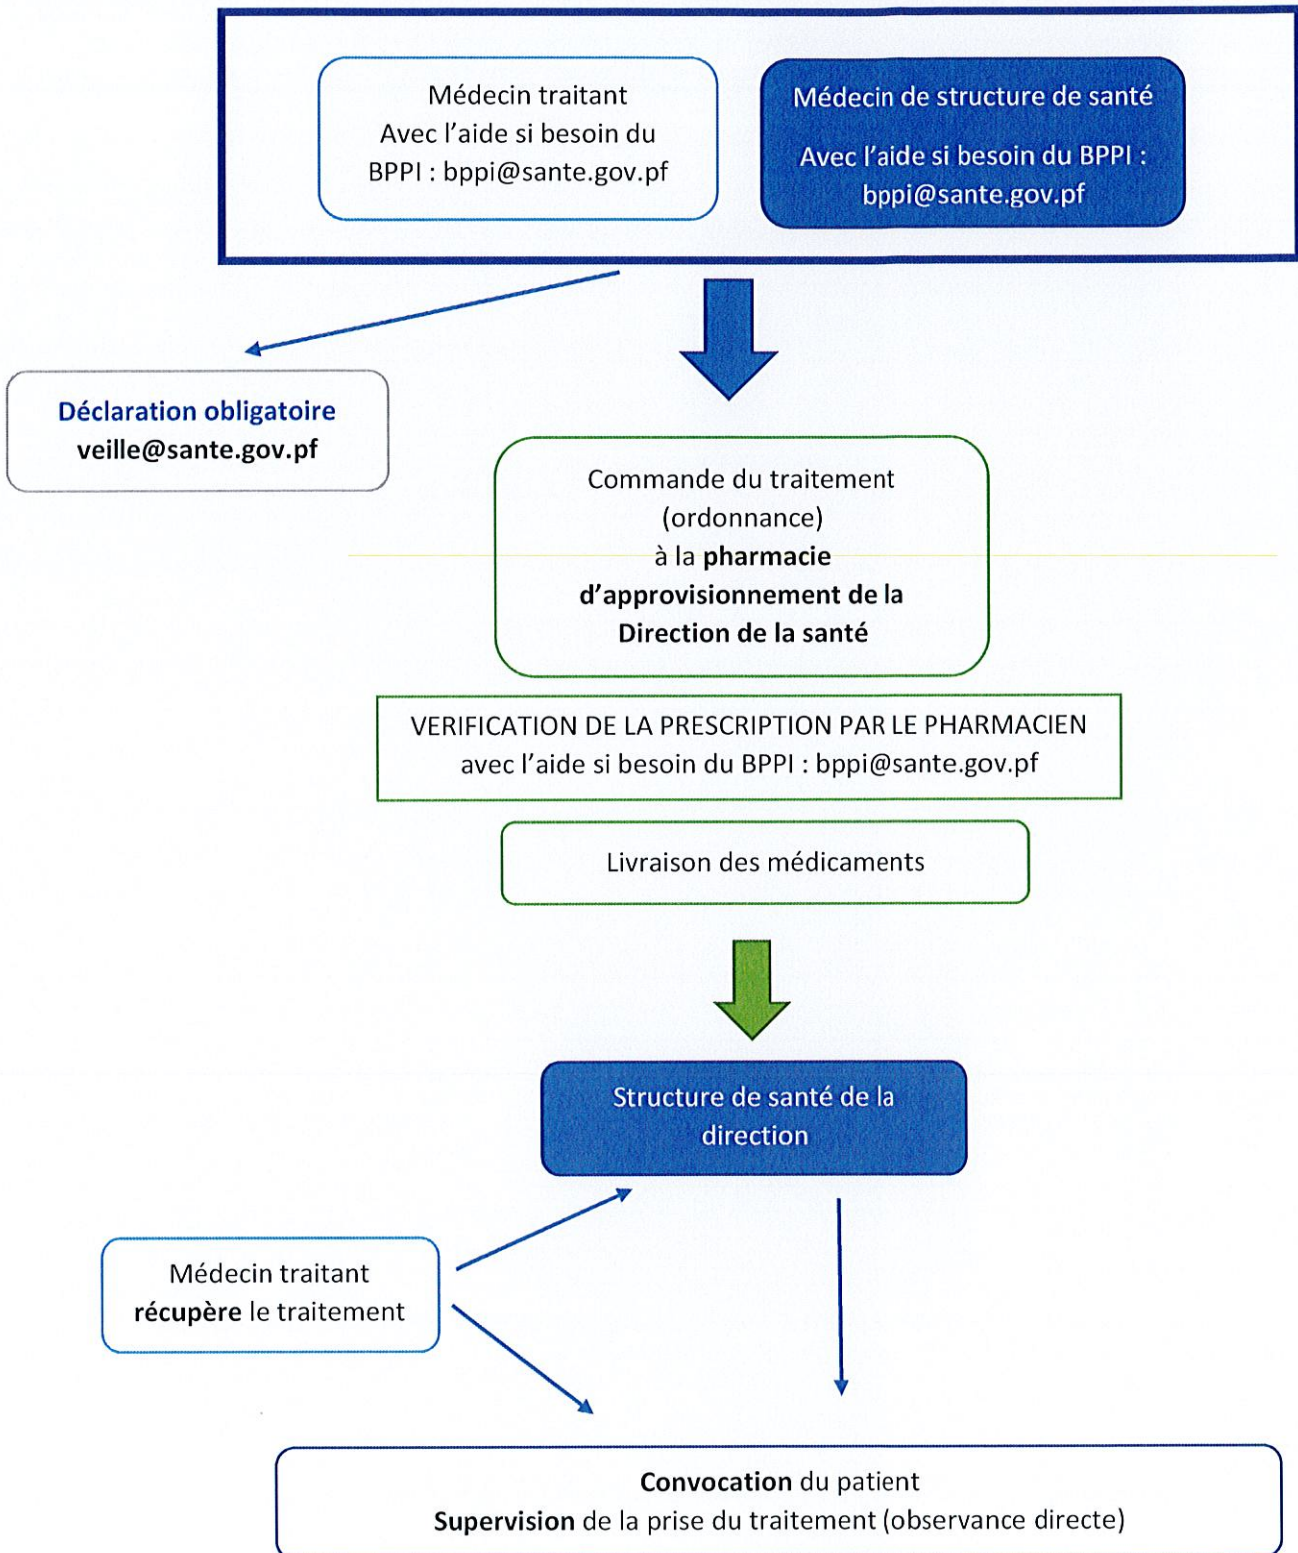 Médecin traitant
Avec l'aide si besoin du
BPPI : bppi@sante.gov.pf
Médecin de structure de santé
Avec l'aide si besoin du BPPI :
bppi@sante.gov.pf
Déclaration obligatoire
veille@sante.gov.pf
Commande du traitement
(ordonnance)
à la pharmacie
d'approvisionnement de la
Direction de la santé
VERIFICATION DE LA PRESCRIPTION PAR LE PHARMACIEN
avec l'aide si besoin du BPPI : bppi@sante.gov.pf
Livraison des médicaments
Structure de santé de la
direction
Médecin traitant
récupère le traitement
Convocation du patient
Supervision de la prise du traitement (observance directe)